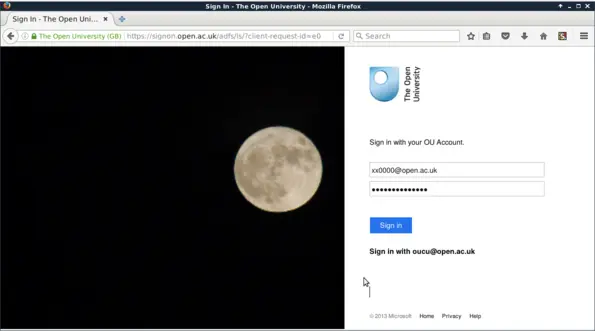 Sign In - The Open University - Mozilla Firefox
Sign In - The Open Uni...
The Open University (GB)
https://signon.open.ac.uk/adfs/ls/?client-request-id=e0
Search
The Open
University
Sign in with your OU Account.
xx0000@open.ac.uk
••••••••••••••
Sign in
Sign in with oucu@open.ac.uk
© 2013 Microsoft Home Privacy Help